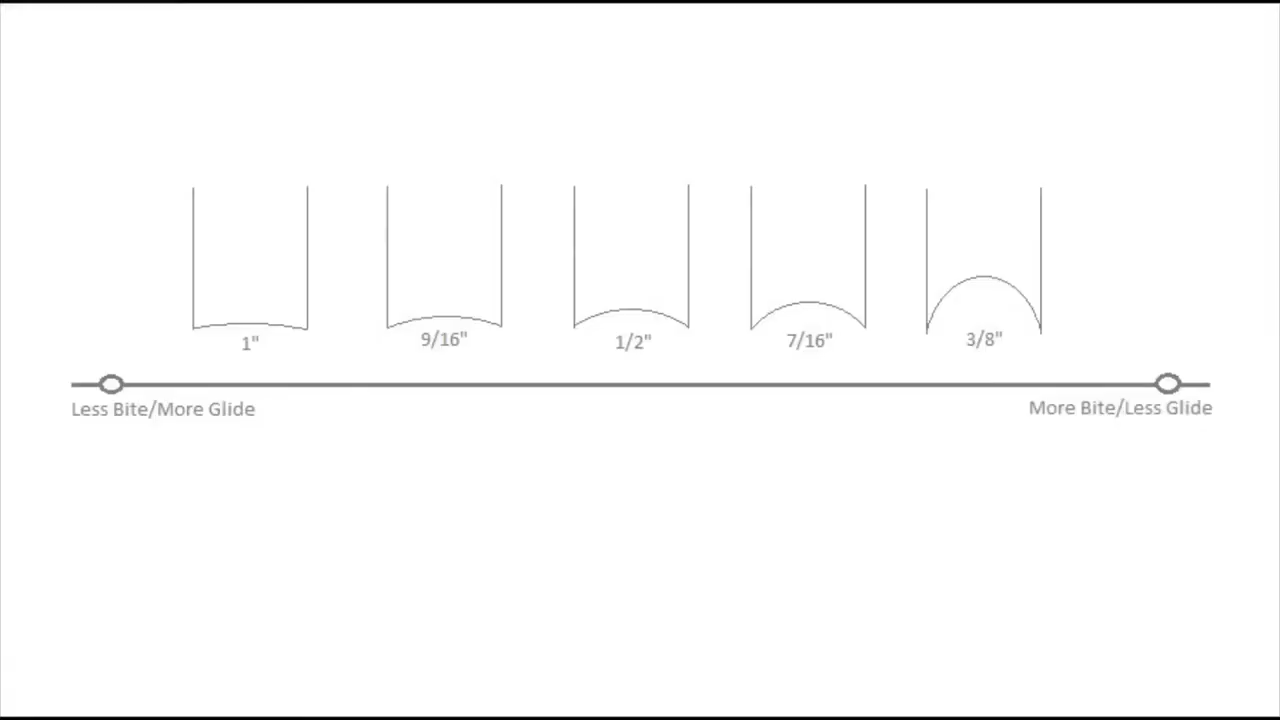 1"
9/16"
1/2"
7/16"
3/8"
Less Bite/More Glide
More Bite/Less Glide